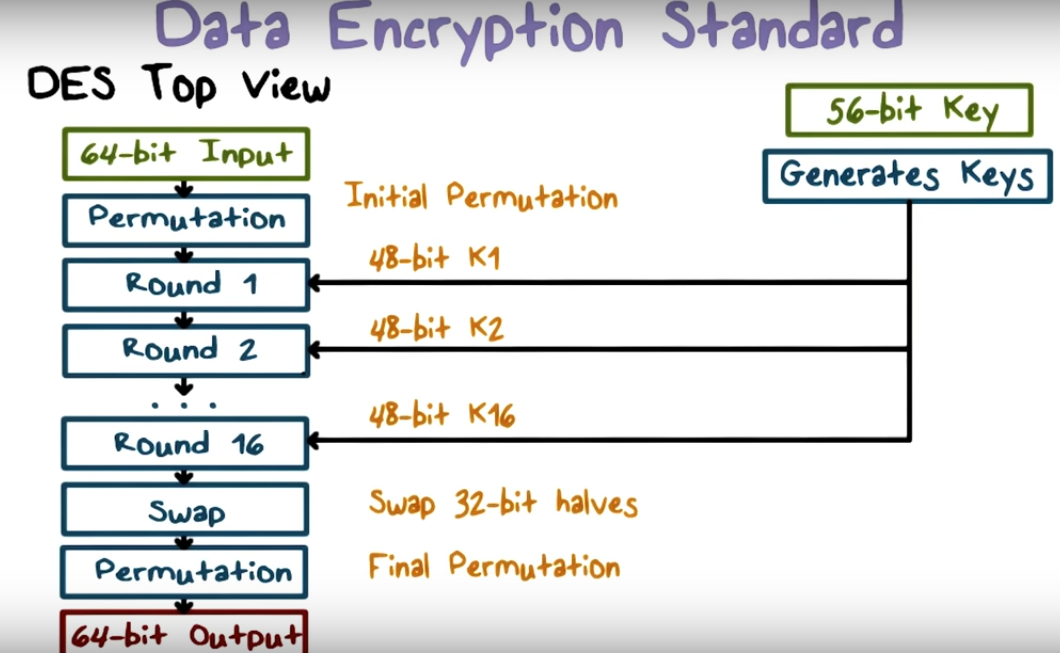 Data Encryption Standard
DES Top View
56-bit Key
64-bit Input
Generates Keys
Permutation
Initial Permutation
48-bit K1
Round 1
48-bit K2
Round 2
. . .
48-bit K16
Round 16
Swap
Swap 32-bit halves
Permutation
Final Permutation
64-bit Output